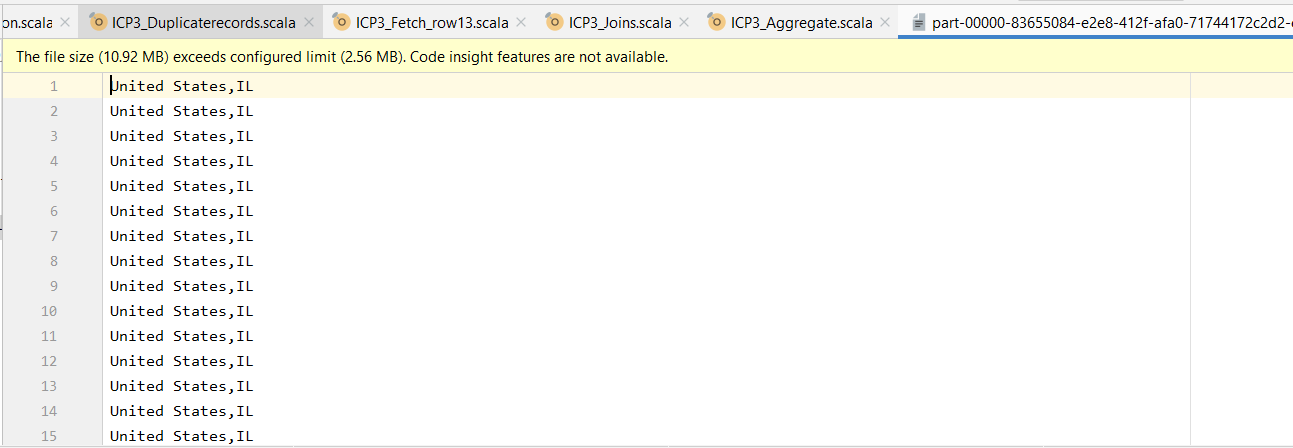 on.scala ICP3_Duplicaterecords.scala ICP3_Fetch_row13.scala ICP3_Joins.scala ICP3_Aggregate.scala part-00000-83655084-e2e8-412f-afa0-71744172c2d2-
The file size (10.92 MB) exceeds configured limit (2.56 MB). Code insight features are not available.
1 United States,IL
2 United States,IL
3 United States,IL
4 United States,IL
5 United States,IL
6 United States,IL
7 United States,IL
8 United States,IL
9 United States,IL
10 United States,IL
11 United States,IL
12 United States,IL
13 United States,IL
14 United States,IL
15 United States,IL